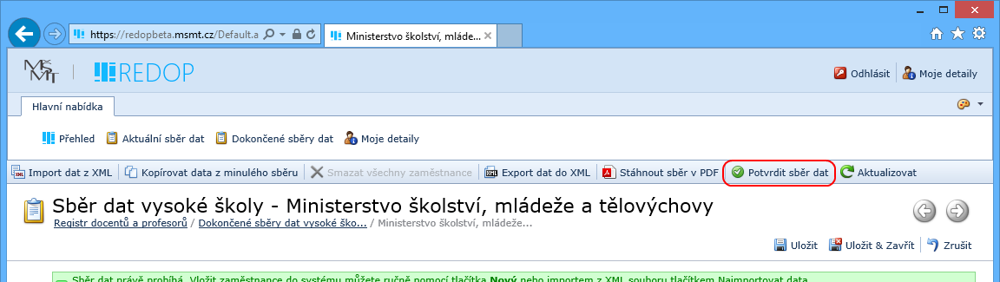 https://redopbeta.msmt.cz/Default.a
Ministerstvo školství, mláde...
MŠMT
REDOP
Odhlásit
Moje detaily
Hlavní nabídka
Přehled
Aktuální sběr dat
Dokončené sběry dat
Moje detaily
Import dat z XML
Kopírovat data z minulého sběru
Smazat všechny zaměstnance
Export dat do XML
Stáhnout sběr v PDF
Potvrdit sběr dat
Aktualizovat
Sběr dat vysoké školy - Ministerstvo školství, mládeže a tělovýchovy
Registr docentů a profesorů / Dokončené sběry dat vysoké ško... / Ministerstvo školství, mládeže...
Uložit
Uložit & Zavřít
Zrušit
Sběr dat právě probíhá. Vložit zaměstnance do systému můžete ručně pomocí tlačítka Nový nebo importem z XML souboru tlačítkem Naimportovat data.